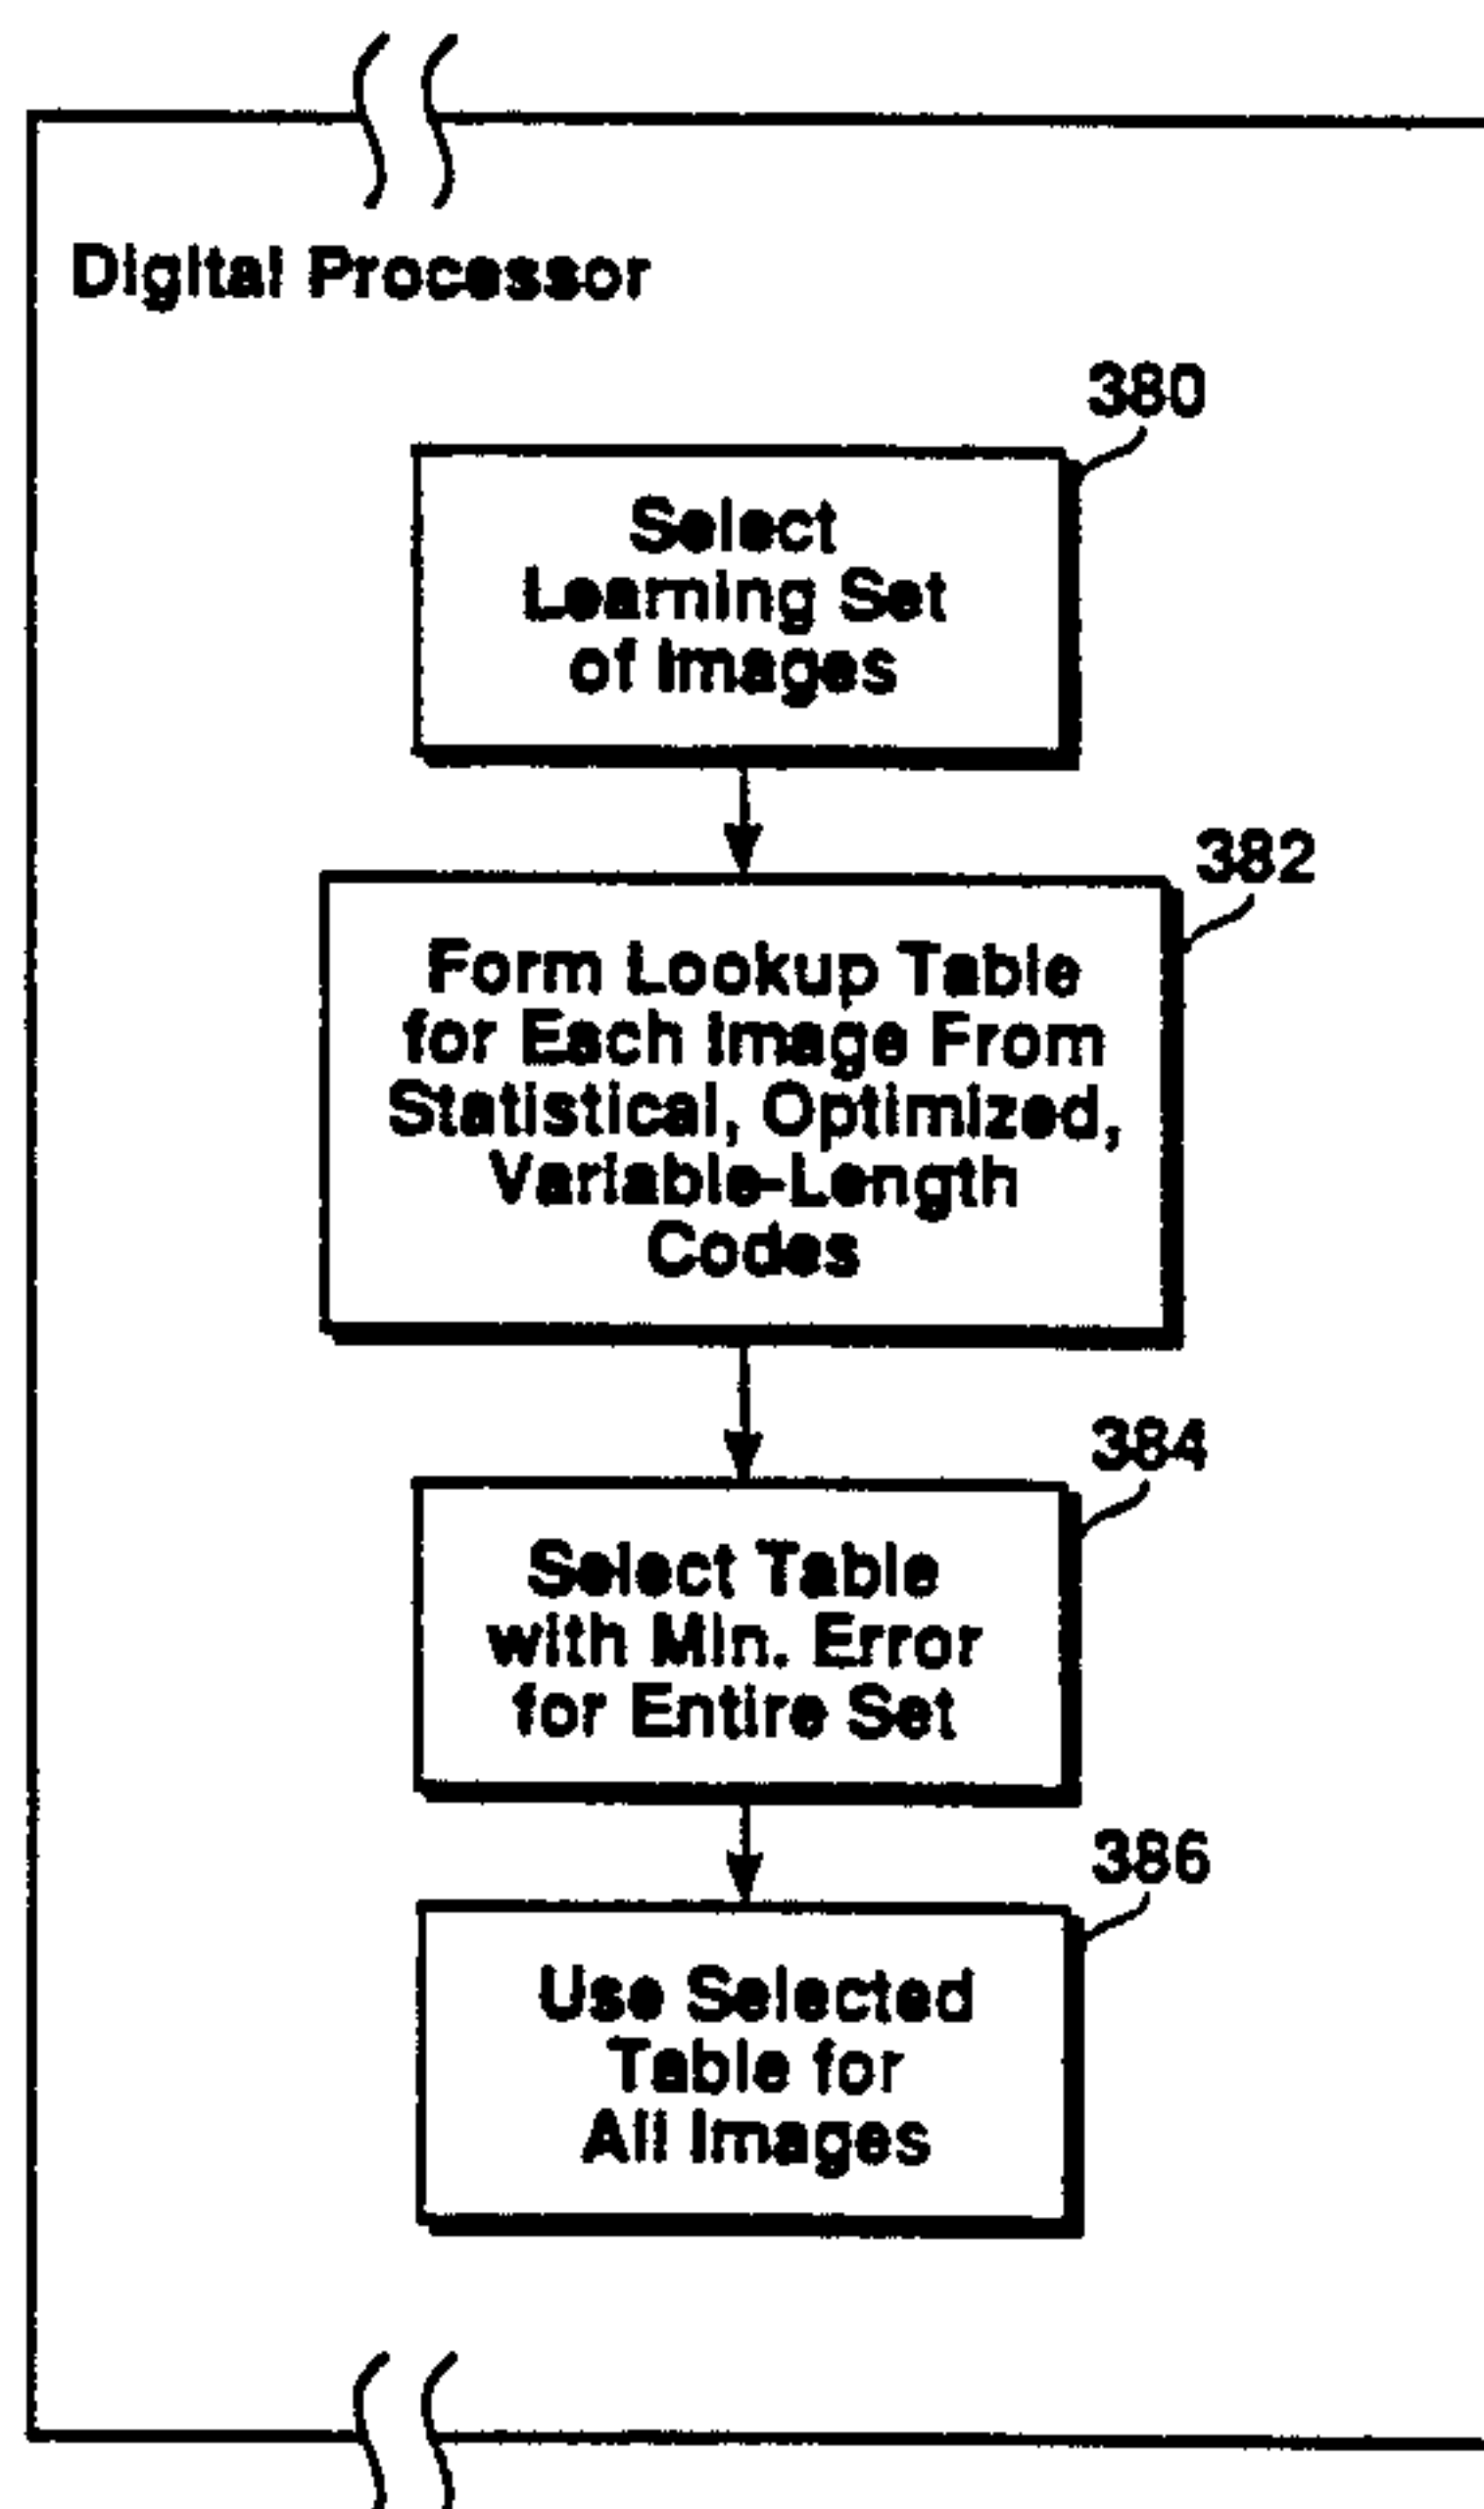 Digital Processor
380
Select
Learning Set
of Images
382
Form Lookup Table
for Each Image From
Statistical, Optimized,
Variable-Length
Codes
384
Select Table
with Min. Error
for Entire Set
386
Use Selected
Table for
All Images